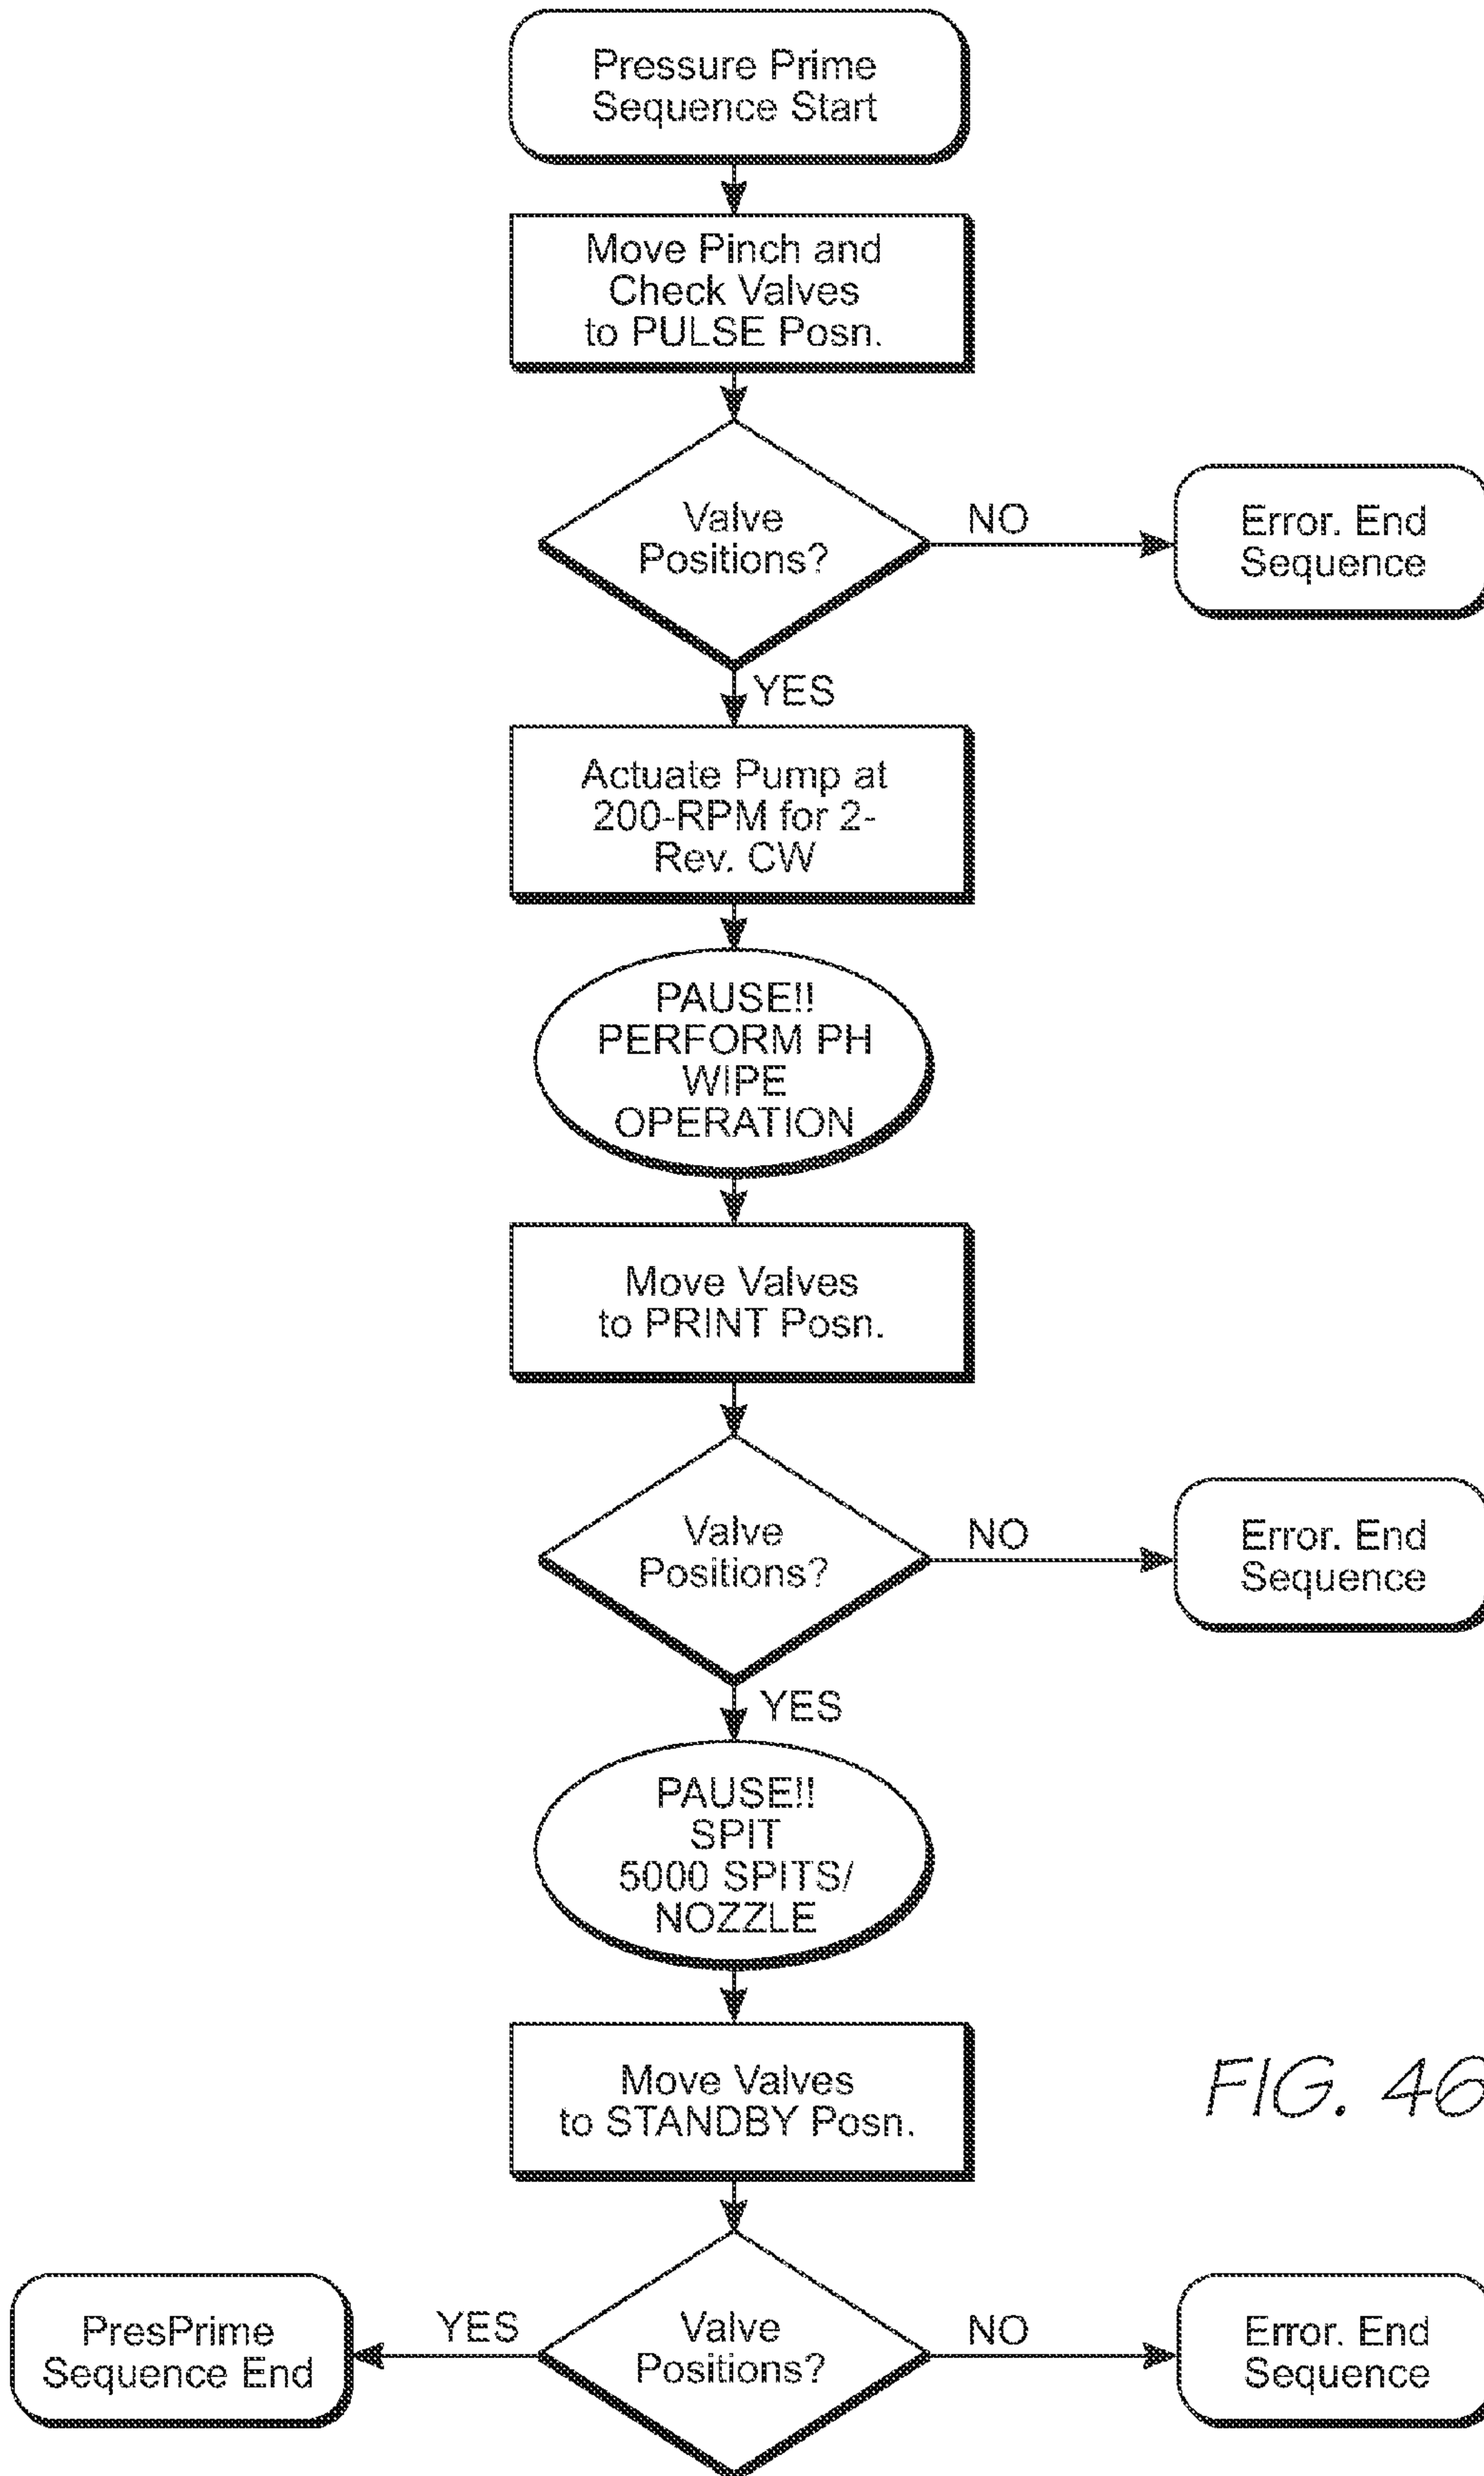 Pressure Prime
Sequence Start
Move Pinch and
Check Valves
to PULSE Posn.
Valve
Positions?
NO
Error. End
Sequence
YES
Actuate Pump at
200-RPM for 2-
Rev. CW
PAUSE!!
PERFORM PH
WIPE
OPERATION
Move Valves
to PRINT Posn.
Valve
Positions?
NO
Error. End
Sequence
YES
PAUSE!!
SPIT
5000 SPITS/
NOZZLE
Move Valves
to STANDBY Posn.
FIG. 46
Valve
Positions?
YES
PresPrime
Sequence End
NO
Error. End
Sequence